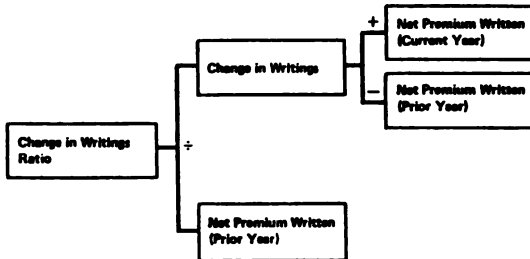 +
Net Premium Written
(Current Year)
Change in Writings
−
Net Premium Written
(Prior Year)
Change in Writings
Ratio
÷
Net Premium Written
(Prior Year)